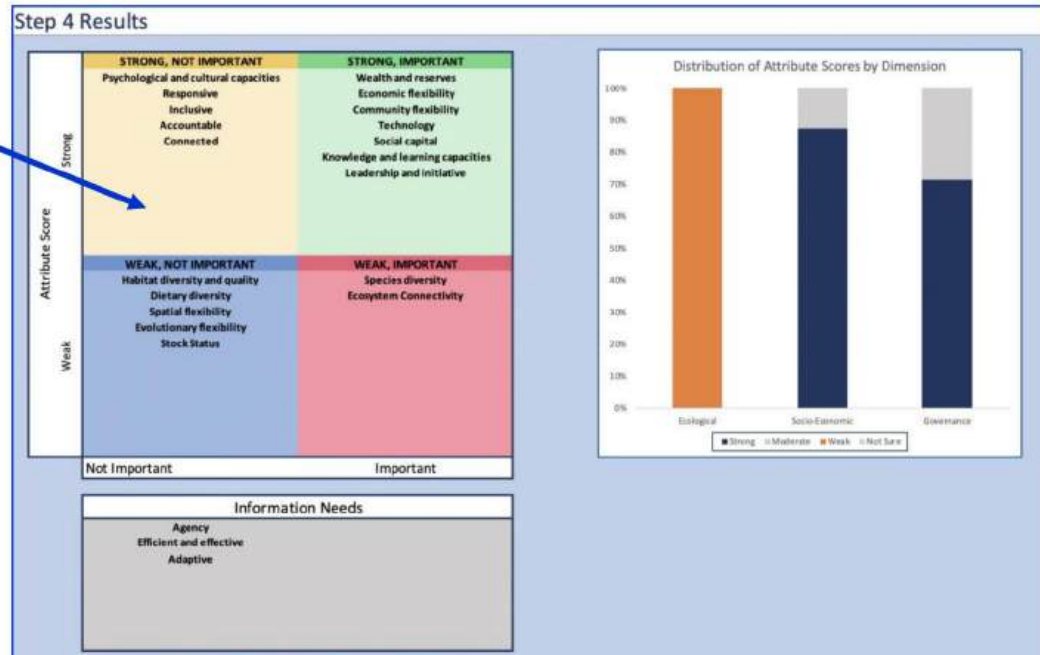 Step 4 Results
STRONG, NOT IMPORTANT
Psychological and cultural capacities
Responsive
Inclusive
Accountable
Connected
STRONG, IMPORTANT
Wealth and reserves
Economic flexibility
Community flexibility
Technology
Social capital
Knowledge and learning capacities
Leadership and initiative
Strong
Attribute Score
Weak
WEAK, NOT IMPORTANT
Habitat diversity and quality
Dietary diversity
Spatial flexibility
Evolutionary flexibility
Stock Status
WEAK, IMPORTANT
Species diversity
Ecosystem Connectivity
Not Important
Important
Information Needs
Agency
Efficient and effective
Adaptive
Distribution of Attribute Scores by Dimension
100%
90%
80%
70%
60%
50%
40%
30%
20%
10%
0%
Ecological
Socio-Economic
Governance
Strong
Moderate
Weak
Not Sure